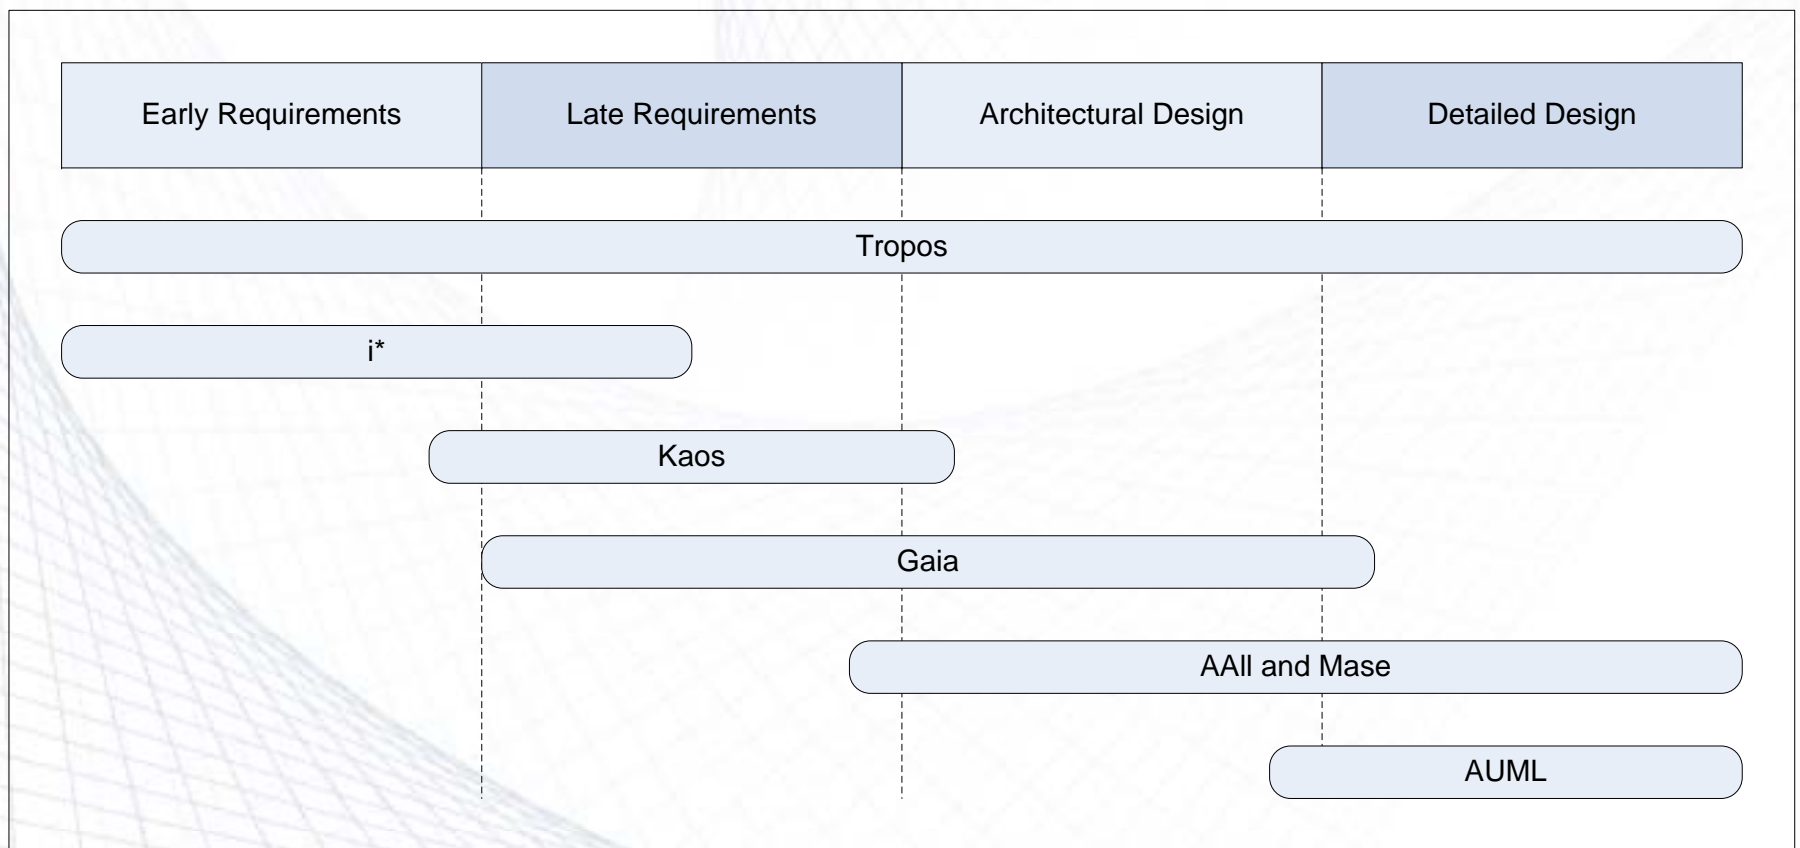 Early Requirements
Late Requirements
Architectural Design
Detailed Design
Tropos
i*
Kaos
Gaia
AAII and Mase
AUML